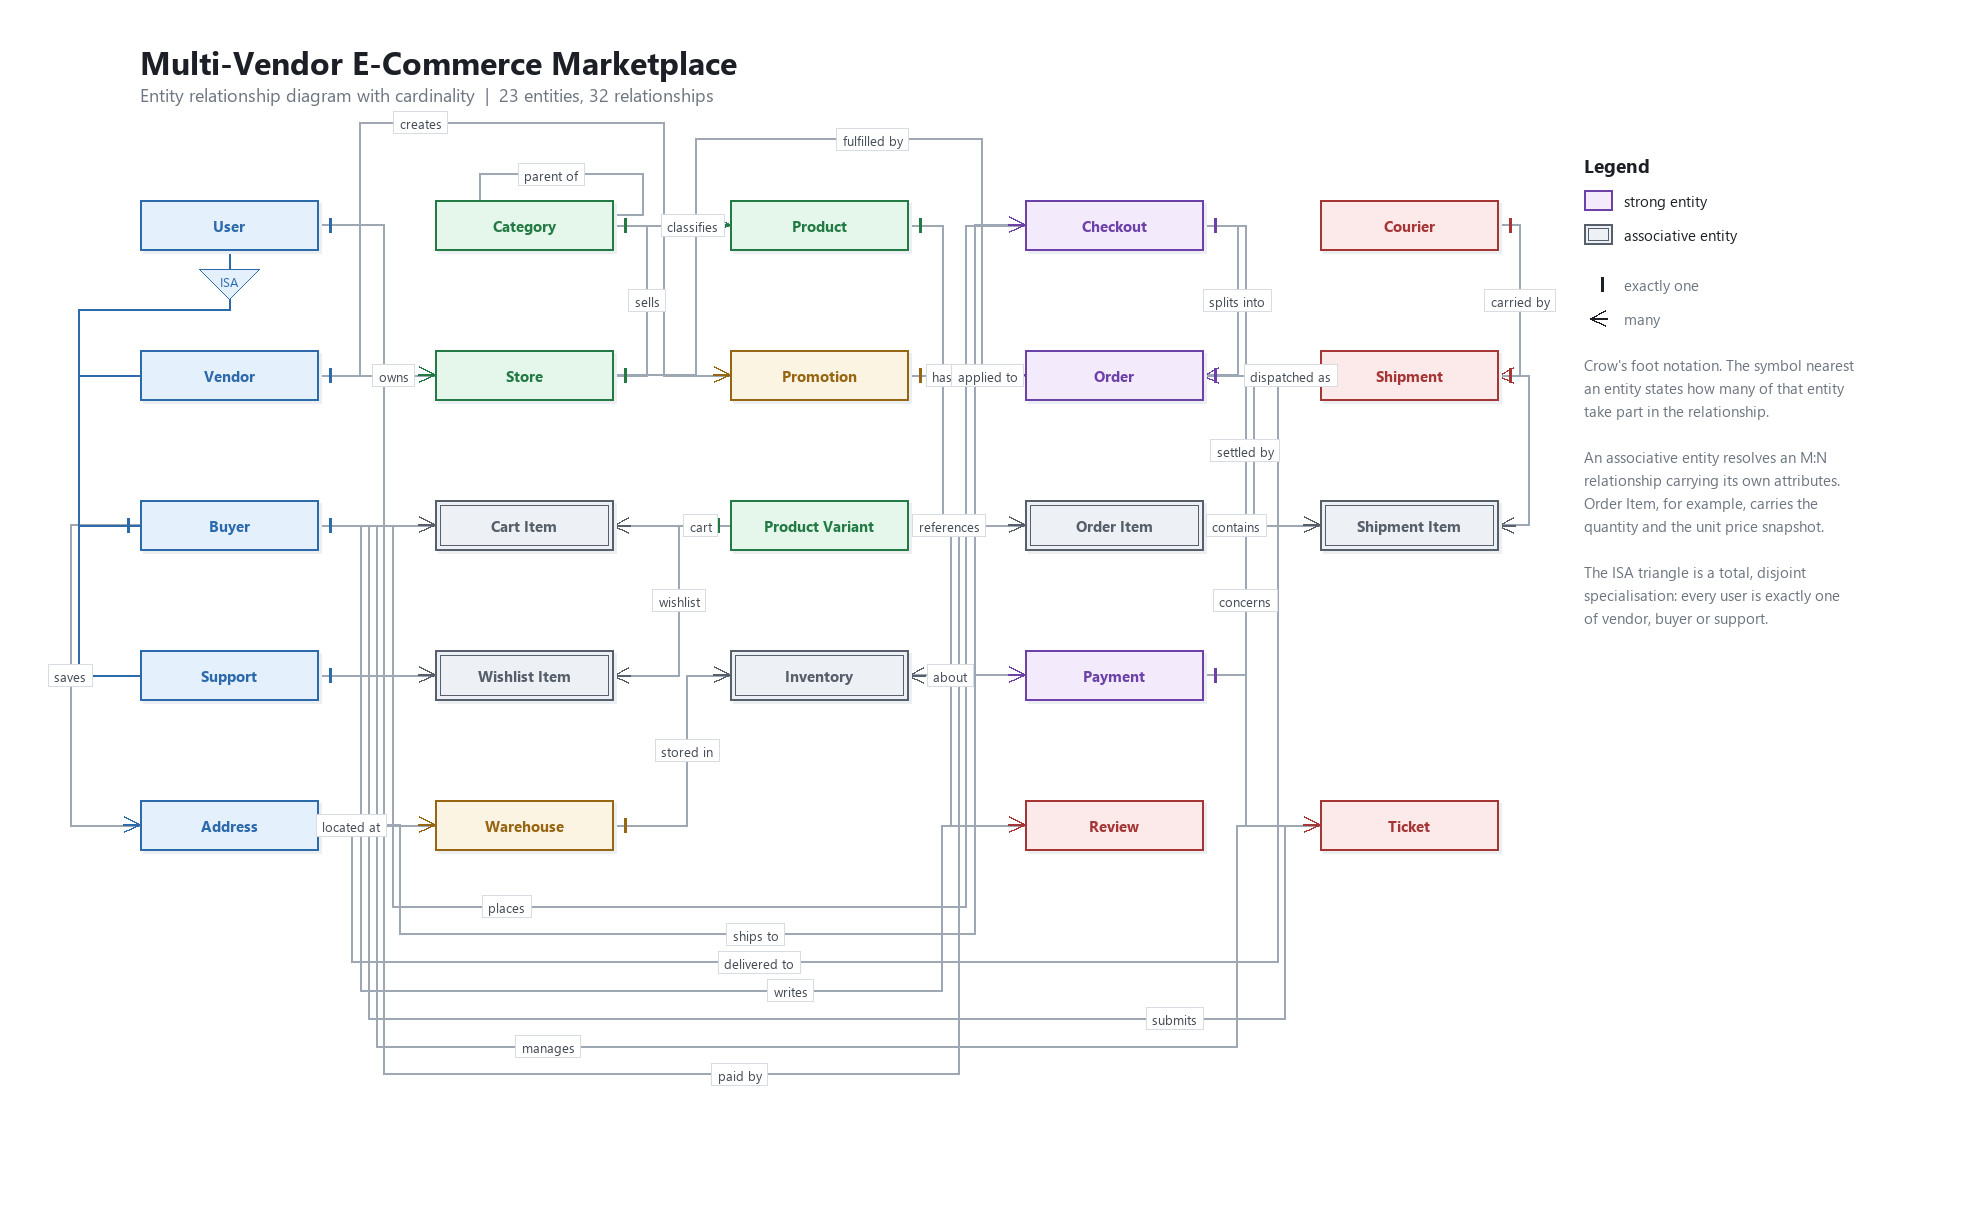 Multi-Vendor E-Commerce Marketplace
Entity relationship diagram with cardinality | 23 entities, 32 relationships
creates
fulfilled by
parent of
Legend
strong entity
associative entity
exactly one
many
Crow's foot notation. The symbol nearest
an entity states how many of that entity
take part in the relationship.
An associative entity resolves an M:N
relationship carrying its own attributes.
Order Item, for example, carries the
quantity and the unit price snapshot.
The ISA triangle is a total, disjoint
specialisation: every user is exactly one
of vendor, buyer or support.
User
Category
classifies
Product
Checkout
Courier
ISA
sells
splits into
carried by
Vendor
owns
Store
Promotion
has
applied to
Order
dispatched as
Shipment
settled by
Buyer
Cart Item
cart
Product Variant
references
Order Item
contains
Shipment Item
wishlist
concerns
saves
Support
Wishlist Item
Inventory
about
Payment
stored in
Address
located at
Warehouse
Review
Ticket
places
ships to
delivered to
writes
submits
manages
paid by